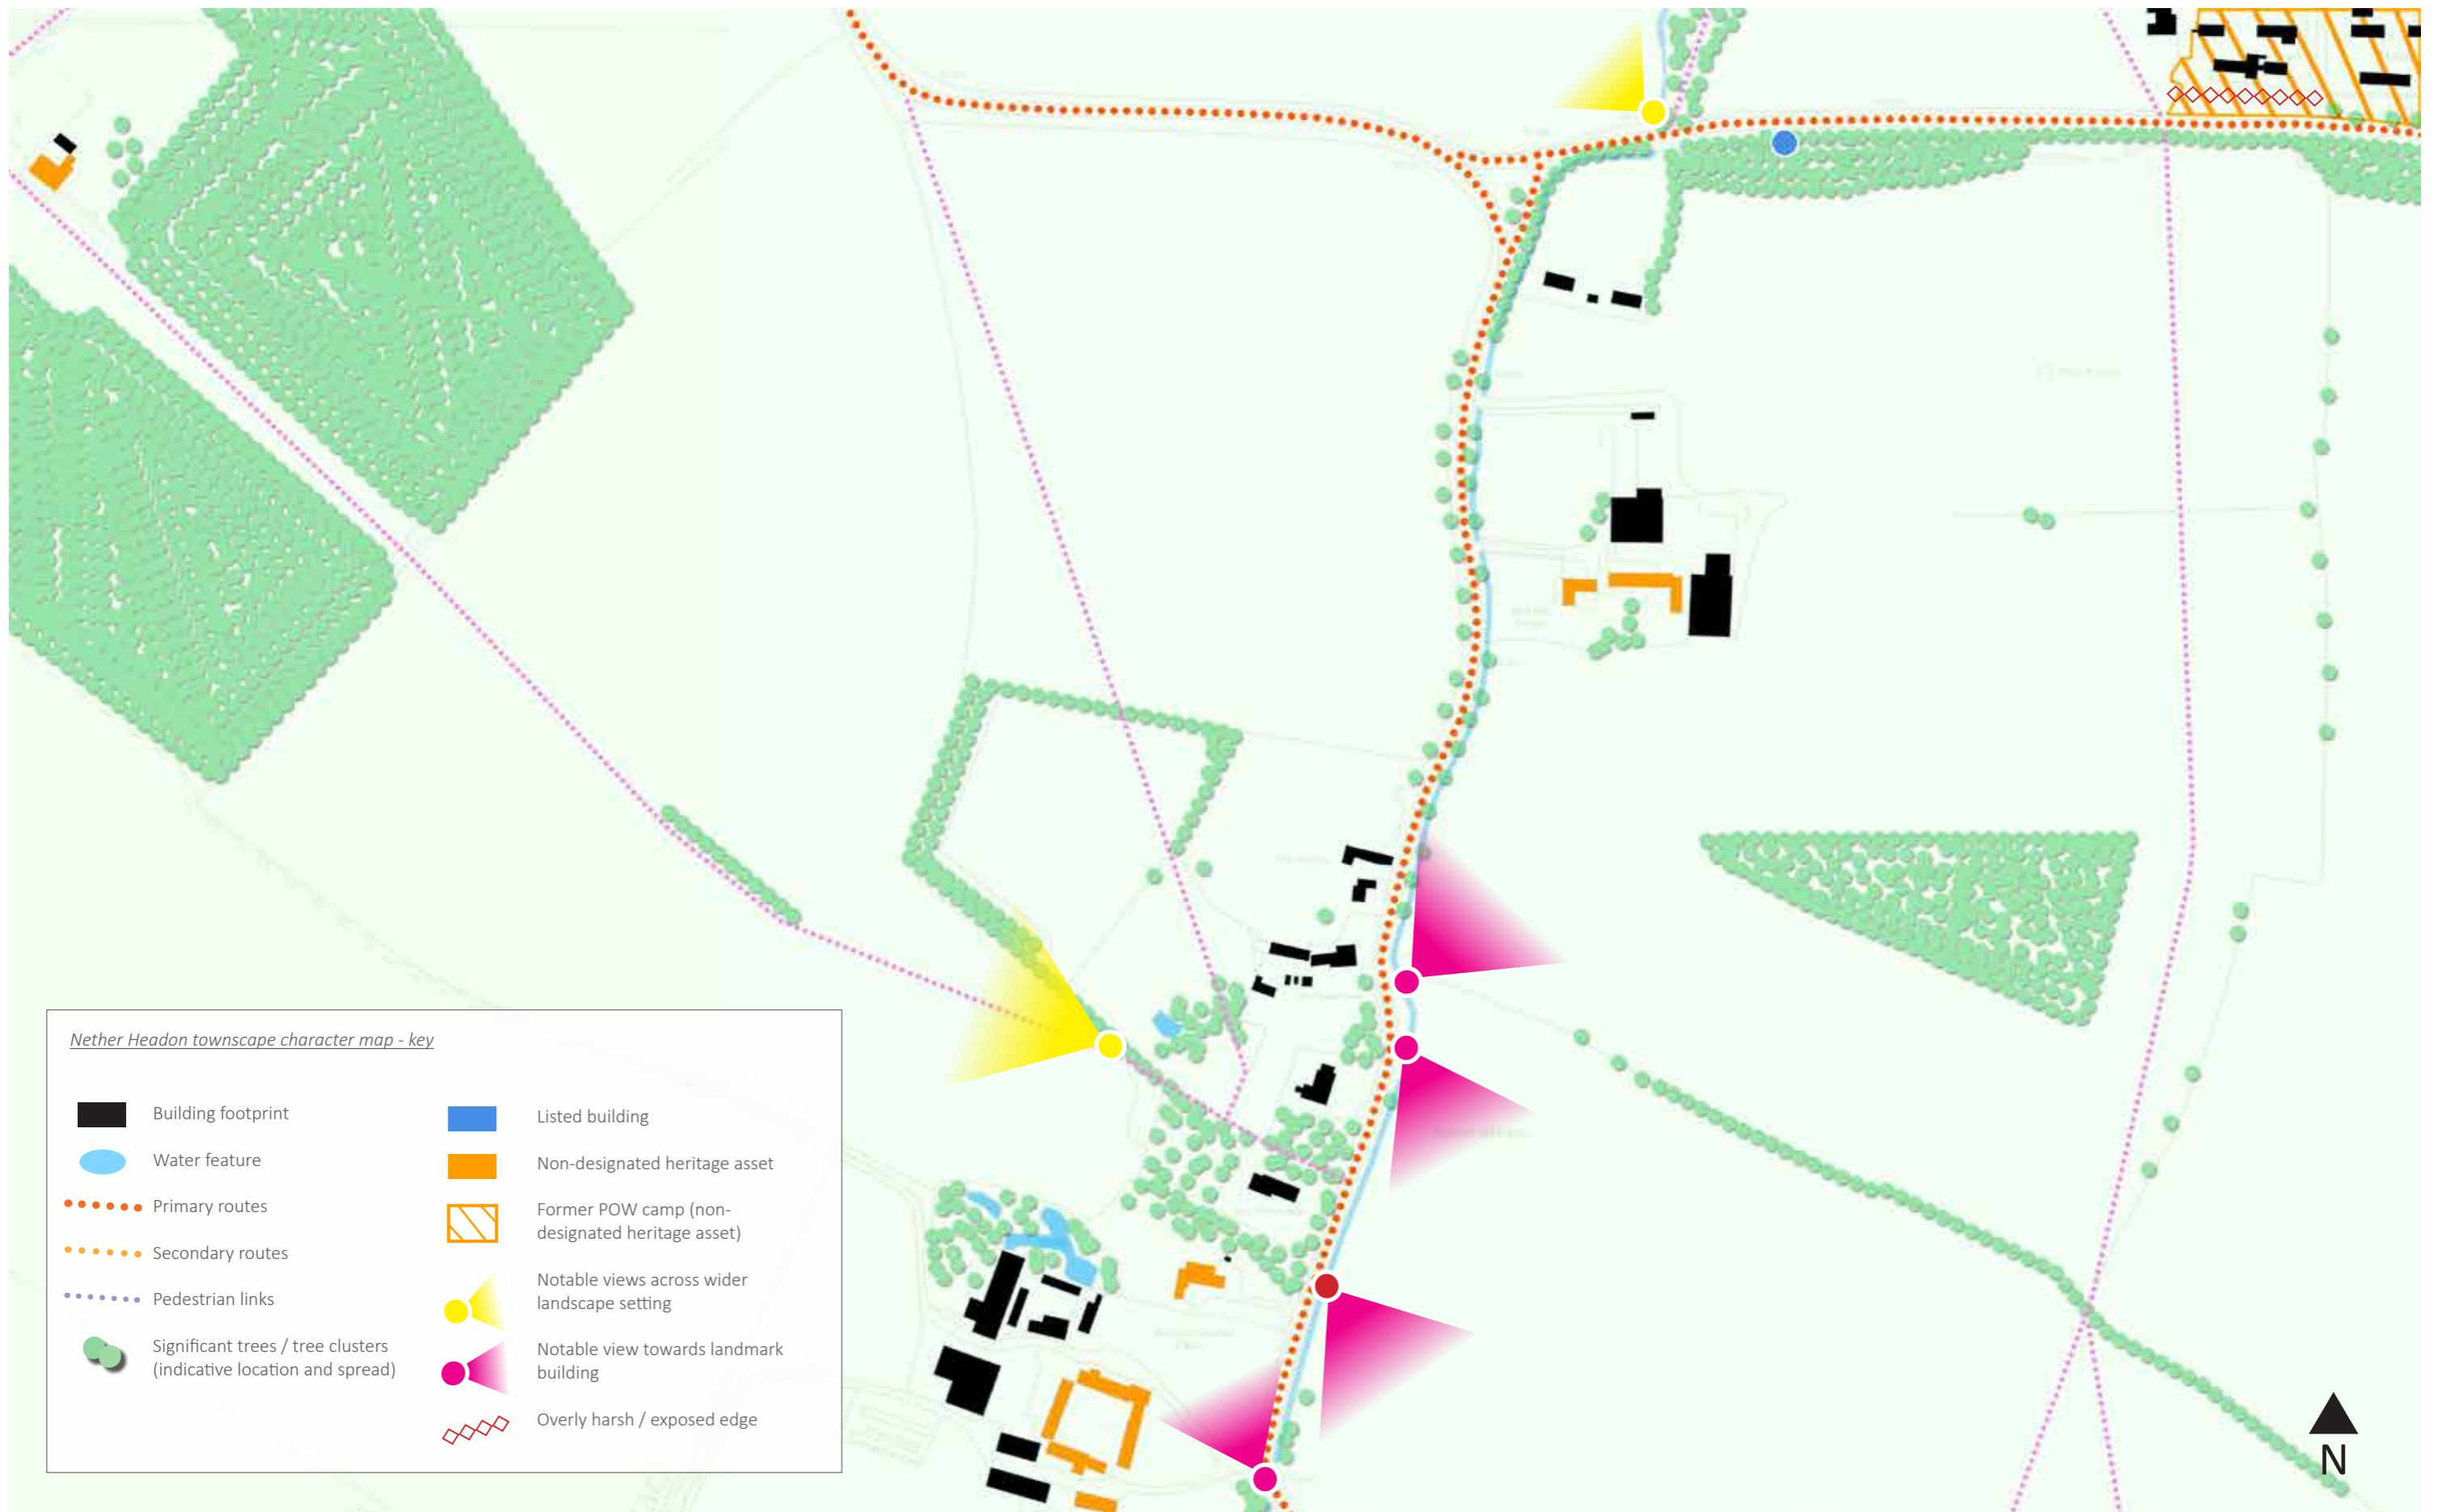 Nether Headon townscape character map - key
Building footprint
Water feature
Primary routes
Secondary routes
Pedestrian links
Significant trees / tree clusters
(indicative location and spread)
Listed building
Non-designated heritage asset
Former POW camp (non-
designated heritage asset)
Notable views across wider
landscape setting
Notable view towards landmark
building
Overly harsh / exposed edge
N